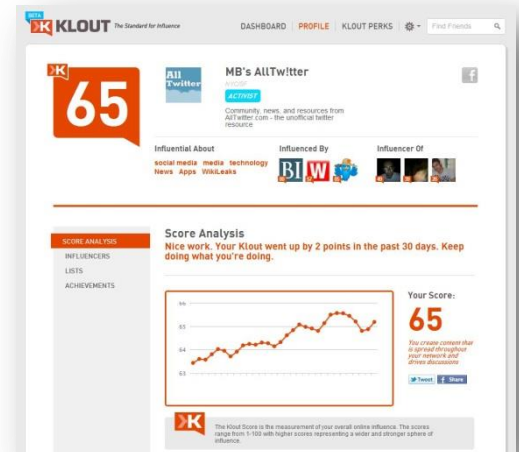 BETA
KLOUT The Standard for Influence
DASHBOARD PROFILE KLOUT PERKS Find Friends
65
All Twitter
MB's AllTw!tter
ACTIVIST
Community, news, and resources from
AllTwitter.com - the unofficial twitter
resource
Influential About
social media media technology
News Apps WikiLeaks
Influenced By
BI W
Influencer Of
SCORE ANALYSIS
INFLUENCERS
LISTS
ACHIEVEMENTS
Score Analysis
Nice work. Your Klout went up by 2 points in the past 30 days. Keep
doing what you're doing.
66
65
64
63
Your Score:
65
You create content that
is spread throughout
your network and
drives discussions
Tweet f Share
The Klout Score is the measurement of your overall online influence. The scores
range from 1-100 with higher scores representing a wider and stronger sphere of
influence.